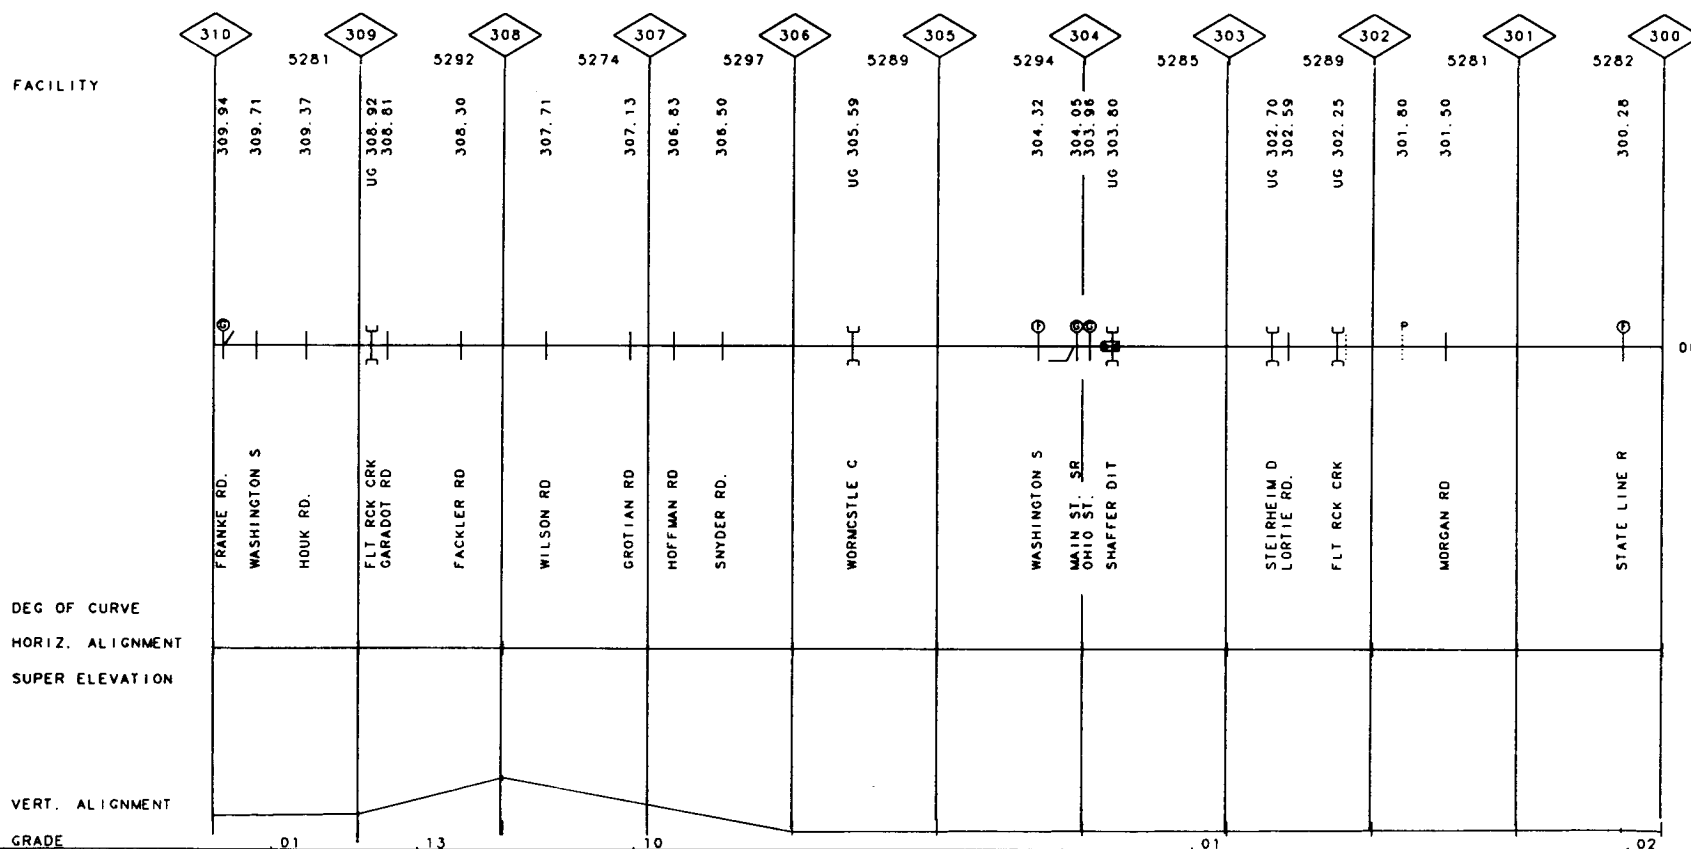 310 309 308 307 306 305 304 303 302 301 300
5281 5292 5274 5297 5289 5294 5285 5289 5281 5282
FACILITY
309.94
309.71
309.37
UG 308.92
308.81
308.30
307.71
307.13
306.83
306.50
UG 305.59
304.32
304.05
303.96
UG 303.80
UG 302.70
302.59
UG 302.25
301.80
301.50
300.28
G F G G P F
FRANKE RD.
WASHINGTON S
HOUK RD.
FLT RCK CRK
GARADOT RD
FACKLER RD
WILSON RD
GROTIAN RD
HOFFMAN RD
SNYDER RD.
WORMCSTLE C
WASHINGTON S
MAIN ST. SR
OHIO ST.
SHAFFER DIT
STEIRHEIM D
LORTIE RD.
FLT RCK CRK
MORGAN RD
STATE LINE R
DEG OF CURVE
HORIZ. ALIGNMENT
SUPER ELEVATION
VERT. ALIGNMENT
GRADE .01 .13 .10 .01 .02